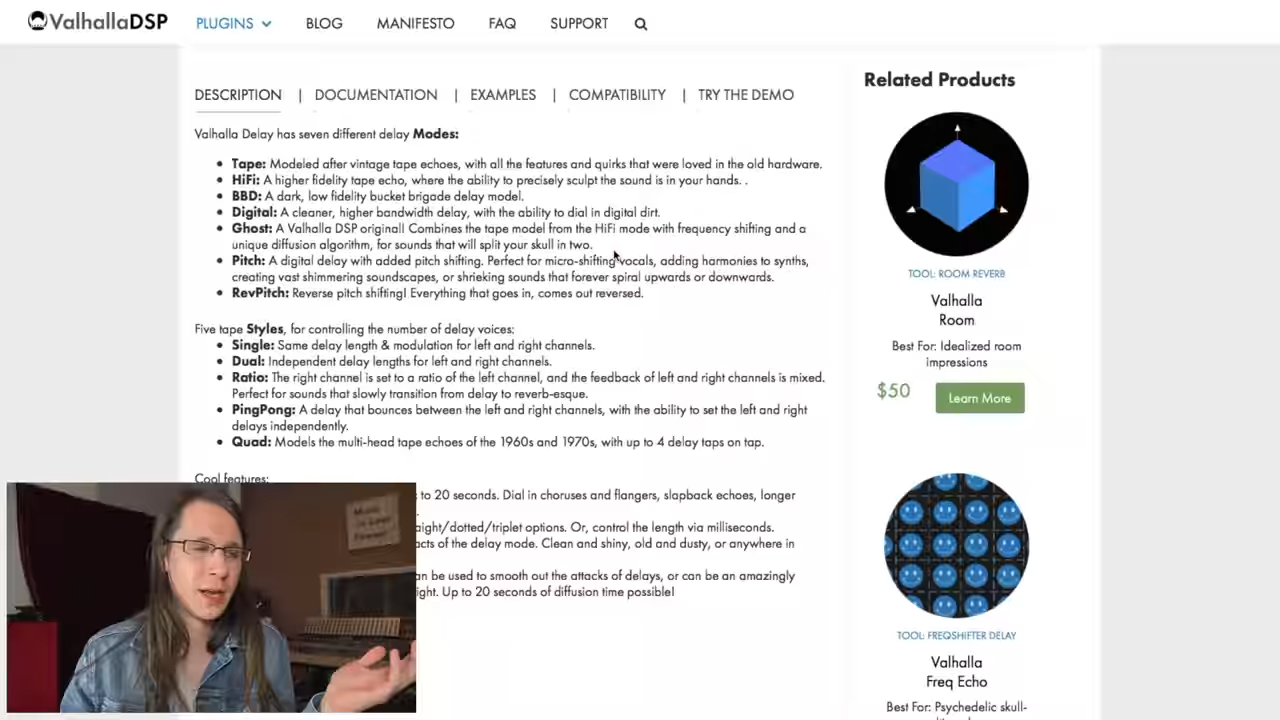 ValhallaDSP PLUGINS BLOG MANIFESTO FAQ SUPPORT
DESCRIPTION | DOCUMENTATION | EXAMPLES | COMPATIBILITY | TRY THE DEMO
Valhalla Delay has seven different delay Modes:
Tape: Modeled after vintage tape echoes, with all the features and quirks that were loved in the old hardware.
HiFi: A higher fidelity tape echo, where the ability to precisely sculpt the sound is in your hands. .
BBD: A dark, low fidelity bucket brigade delay model.
Digital: A cleaner, higher bandwidth delay, with the ability to dial in digital dirt.
Ghost: A Valhalla DSP original! Combines the tape model from the HiFi mode with frequency shifting and a
unique diffusion algorithm, for sounds that will split your skull in two.
Pitch: A digital delay with added pitch shifting. Perfect for micro-shifting vocals, adding harmonies to synths,
creating vast shimmering soundscapes, or shrieking sounds that forever spiral upwards or downwards.
RevPitch: Reverse pitch shifting! Everything that goes in, comes out reversed.
Five tape Styles, for controlling the number of delay voices:
Single: Same delay length & modulation for left and right channels.
Dual: Independent delay lengths for left and right channels.
Ratio: The right channel is set to a ratio of the left channel, and the feedback of left and right channels is mixed.
Perfect for sounds that slowly transition from delay to reverb-esque.
PingPong: A delay that bounces between the left and right channels, with the ability to set the left and right
delays independently.
Quad: Models the multi-head tape echoes of the 1960s and 1970s, with up to 4 delay taps on tap.
Cool features:
to 20 seconds. Dial in choruses and flangers, slapback echoes, longer
aight/dotted/triplet options. Or, control the length via milliseconds.
acts of the delay mode. Clean and shiny, old and dusty, or anywhere in
an be used to smooth out the attacks of delays, or can be an amazingly
ight. Up to 20 seconds of diffusion time possible!
Related Products
TOOL: ROOM REVERB
Valhalla
Room
Best For: Idealized room
impressions
$50 Learn More
TOOL: FREQSHIFTER DELAY
Valhalla
Freq Echo
Best For: Psychedelic skull-